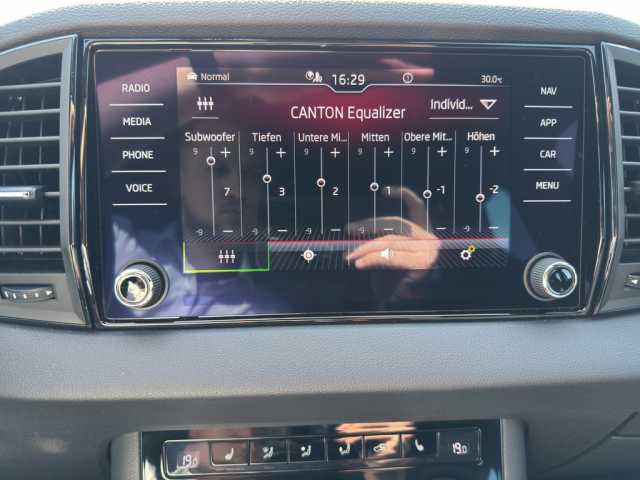 RADIO
MEDIA
PHONE
VOICE
Normal 16:29 30.0°C
CANTON Equalizer Individ...
Subwoofer Tiefen Untere Mi... Mitten Obere Mit... Höhen
9 + 9 + 9 + 9 + 9 + 9 +
7 3 2 1 -1 -2
-9 - -9 - -9 - -9 - -9 - -9 -
NAV
APP
CAR
MENU
19.0 19.0